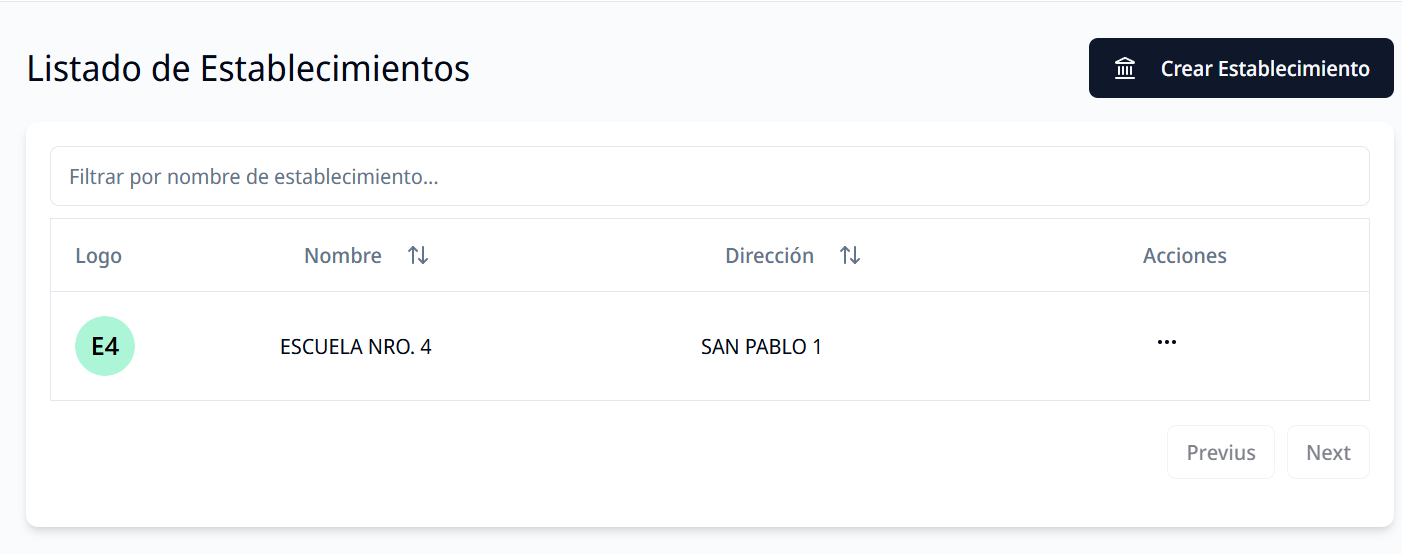 Listado de Establecimientos
Crear Establecimiento
Filtrar por nombre de establecimiento...
Logo Nombre Dirección Acciones
E4 ESCUELA NRO. 4 SAN PABLO 1
Previus Next